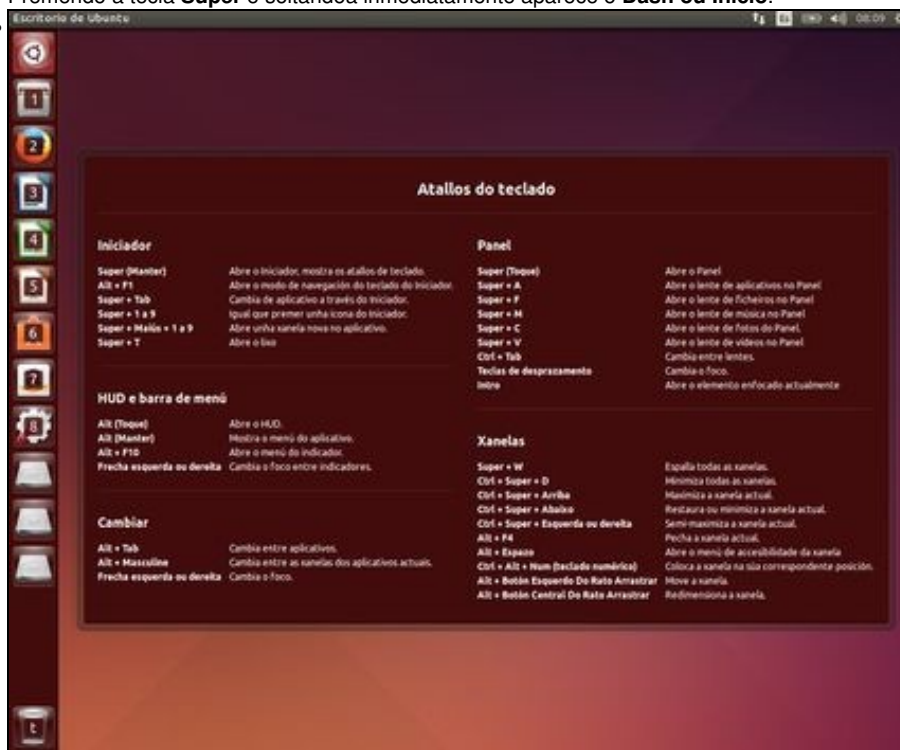 Premendo a tecla Super e soltándoa inmediatamente aparece o Dash ou Inicio.
Escritorio de Ubuntu
08:09
1
2
3
4
5
6
7
8
t
Atallos do teclado
Iniciador
Super (Manter) Abre o Iniciador, mostra os atallos de teclado.
Alt + F1 Abre o modo de navegación do teclado do Iniciador.
Super + Tab Cambia de aplicativo a través do Iniciador.
Super + 1 a 9 Igual que premer unha icona do Iniciador.
Super + Maiús + 1 a 9 Abre unha xanela nova no aplicativo.
Super + T Abre o lixo
HUD e barra de menú
Alt (Toque) Abre o HUD.
Alt (Manter) Mostra o menú do aplicativo.
Alt + F10 Abre o menú do indicador.
Frecha esquerda ou dereita Cambia o foco entre indicadores.
Cambiar
Alt + Tab Cambia entre aplicativos.
Alt + Masculine Cambia entre as xanelas dos aplicativos actuais.
Frecha esquerda ou dereita Cambia o foco.
Panel
Super (Toque) Abre o Panel
Super + A Abre o lente de aplicativos no Panel
Super + F Abre o lente de ficheiros no Panel
Super + M Abre o lente de música no Panel
Super + C Abre o lente de fotos do Panel.
Super + V Abre o lente de vídeos no Panel
Ctrl + Tab Cambia entre lentes.
Teclas de desprazamento Cambia o foco.
Intro Abre o elemento enfocado actualmente
Xanelas
Super + W Espalla todas as xanelas.
Ctrl + Super + D Minimiza todas as xanelas.
Ctrl + Super + Arriba Maximiza a xanela actual.
Ctrl + Super + Abaixo Restaura ou minimiza a xanela actual.
Ctrl + Super + Esquerda ou dereita Semi-maximiza a xanela actual.
Alt + F4 Pecha a xanela actual.
Alt + Espazo Abre o menú de accesibilidade da xanela
Ctrl + Alt + Num (teclado numérico) Coloca a xanela na súa correspondente posición.
Alt + Botón Esquerdo Do Rato Arrastrar Move a xanela.
Alt + Botón Central Do Rato Arrastrar Redimensiona a xanela.